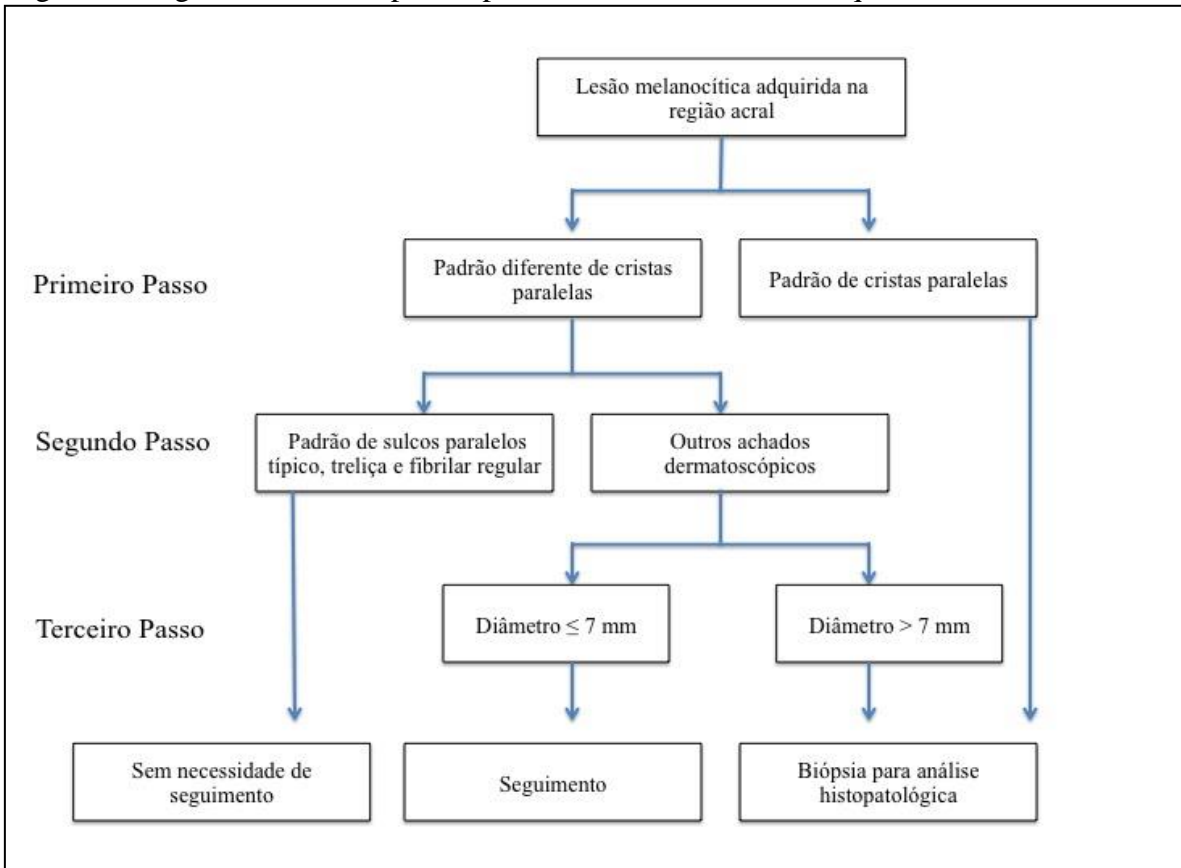 Lesão melanocítica adquirida na
região acral
Primeiro Passo
Padrão diferente de cristas
paralelas
Padrão de cristas paralelas
Segundo Passo
Padrão de sulcos paralelos
típico, treliça e fibrilar regular
Outros achados
dermatoscópicos
Terceiro Passo
Diâmetro ≤ 7 mm
Diâmetro > 7 mm
Sem necessidade de
seguimento
Seguimento
Biópsia para análise
histopatológica